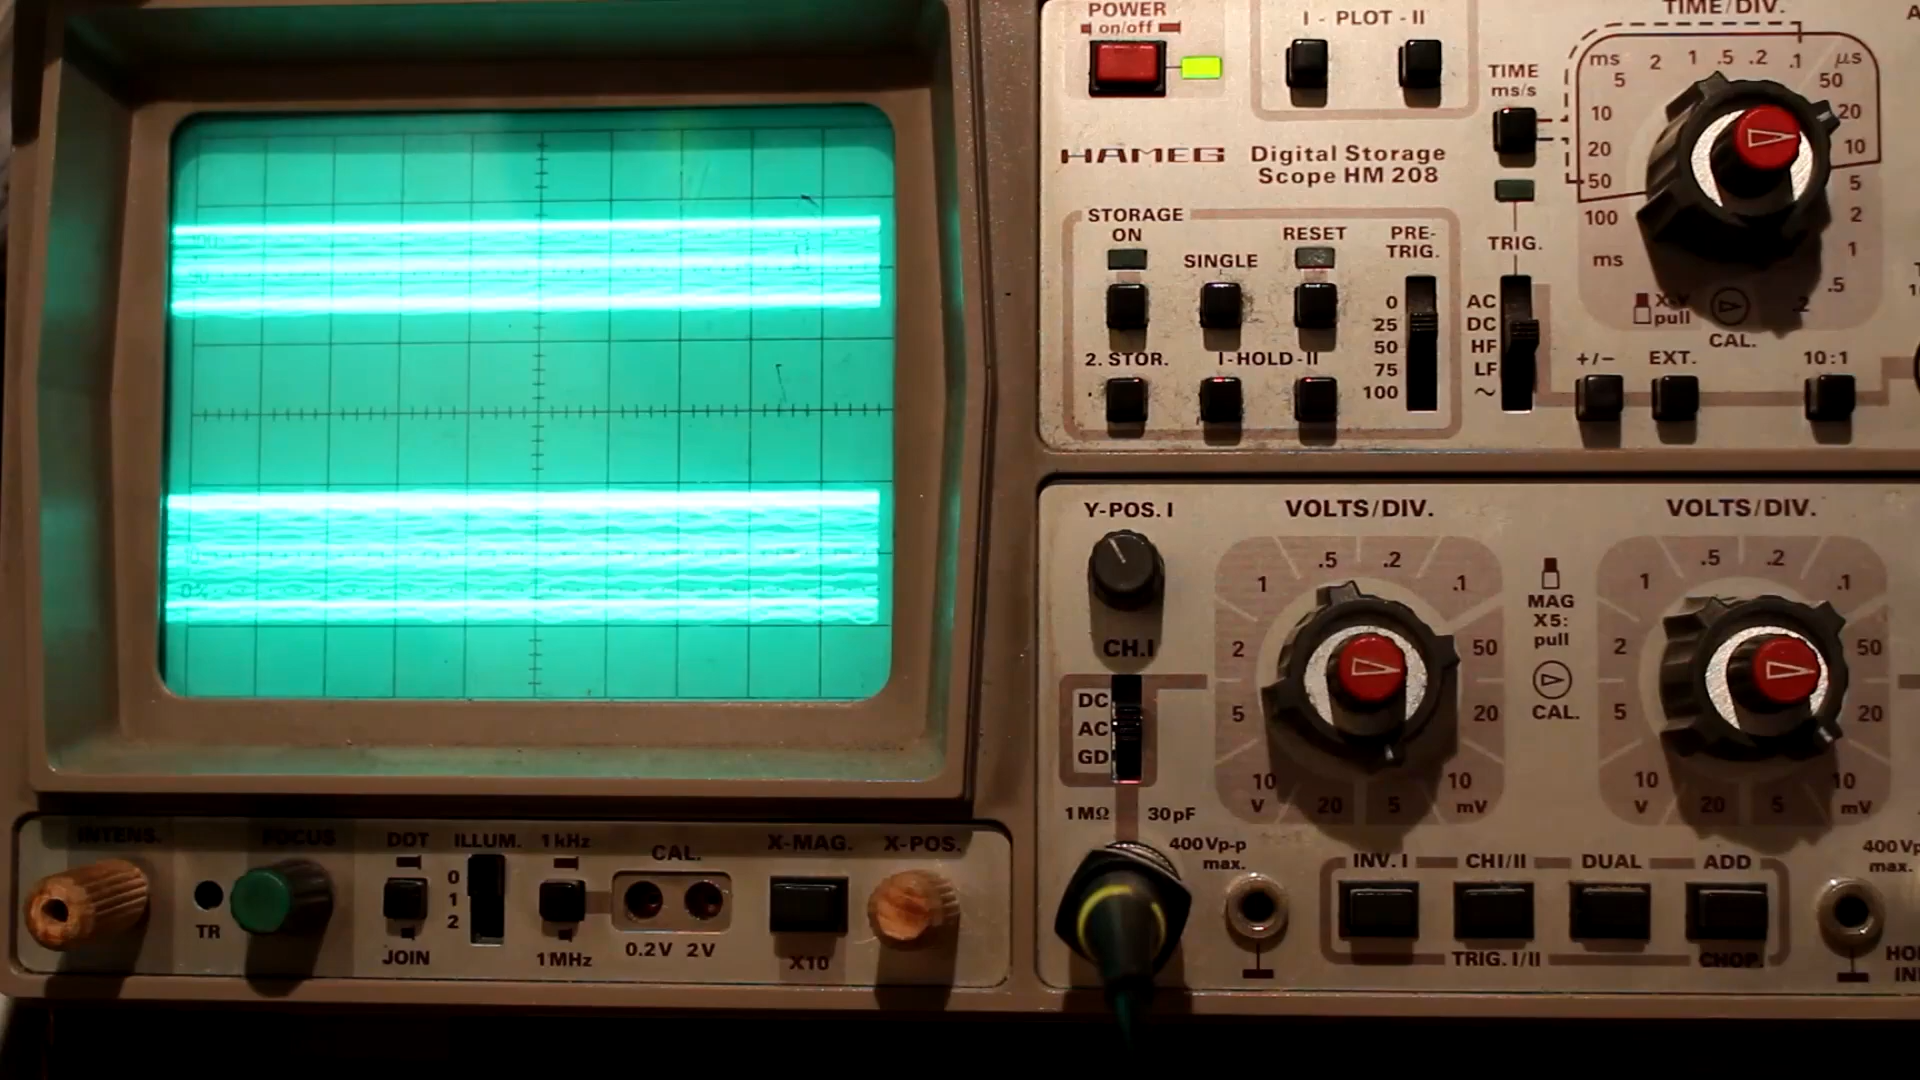 POWER
on/off
I - PLOT - II
TIME/DIV.
TIME
ms/s
ms
5
2
1
.5
.2
.1
µs
50
20
10
5
2
1
.5
.2
10
20
50
100
ms
HAMEG
Digital Storage
Scope HM 208
STORAGE
ON
SINGLE
RESET
PRE-
TRIG.
0
25
50
75
100
2. STOR.
I-HOLD-II
TRIG.
AC
DC
HF
LF
~
X-Y
pull
CAL.
+/−
EXT.
10:1
Y-POS. I
VOLTS/DIV.
VOLTS/DIV.
CH.I
DC
AC
GD
1MΩ
30pF
400Vp-p
max.
10
V
5
2
1
.5
.2
.1
50
20
10
mV
5
20
MAG
X5:
pull
CAL.
10
V
5
2
1
.5
.2
.1
50
20
10
mV
5
20
400Vp
max.
INV. I
CHI/II
DUAL
ADD
TRIG. I/II
CHOP.
INTENS.
TR
FOCUS
DOT
JOIN
ILLUM.
0
1
2
1kHz
1MHz
CAL.
0.2V
2V
X-MAG.
X10
X-POS.